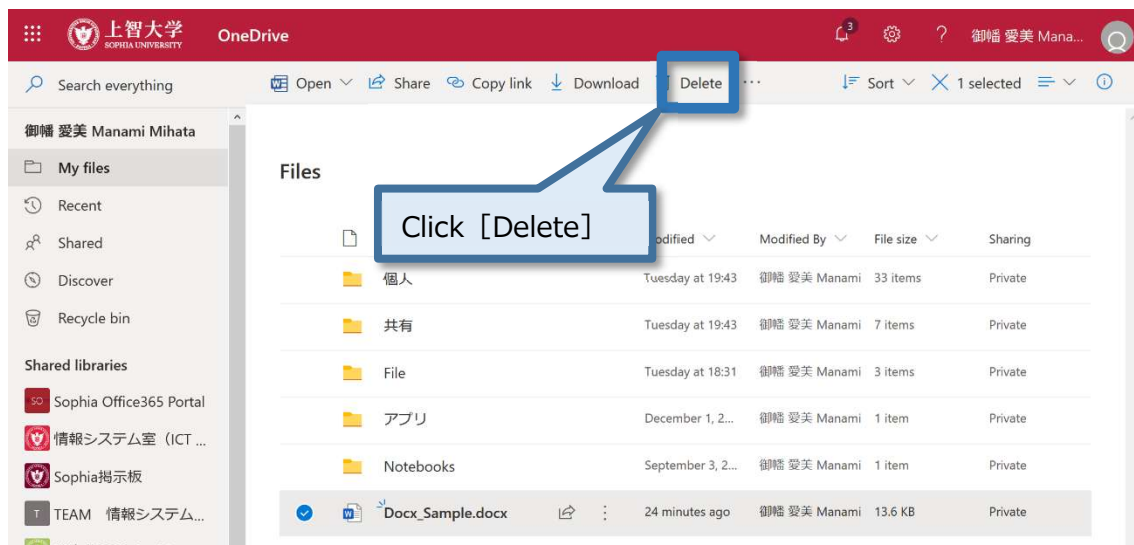 上智大学
SOPHIA UNIVERSITY
OneDrive
3
?
御幡 愛美 Mana...
Search everything
Open
Share
Copy link
Download
Delete
...
Sort
1 selected
御幡 愛美 Manami Mihata
My files
Recent
Shared
Discover
Recycle bin
Shared libraries
SO Sophia Office365 Portal
情報システム室（ICT ...
Sophia掲示板
T TEAM 情報システム...
Files
Click［Delete］
Modified By File size Sharing
個人 Tuesday at 19:43 御幡 愛美 Manami 33 items Private
共有 Tuesday at 19:43 御幡 愛美 Manami 7 items Private
File Tuesday at 18:31 御幡 愛美 Manami 3 items Private
アプリ December 1, 2... 御幡 愛美 Manami 1 item Private
Notebooks September 3, 2... 御幡 愛美 Manami 1 item Private
Docx_Sample.docx 24 minutes ago 御幡 愛美 Manami 13.6 KB Private